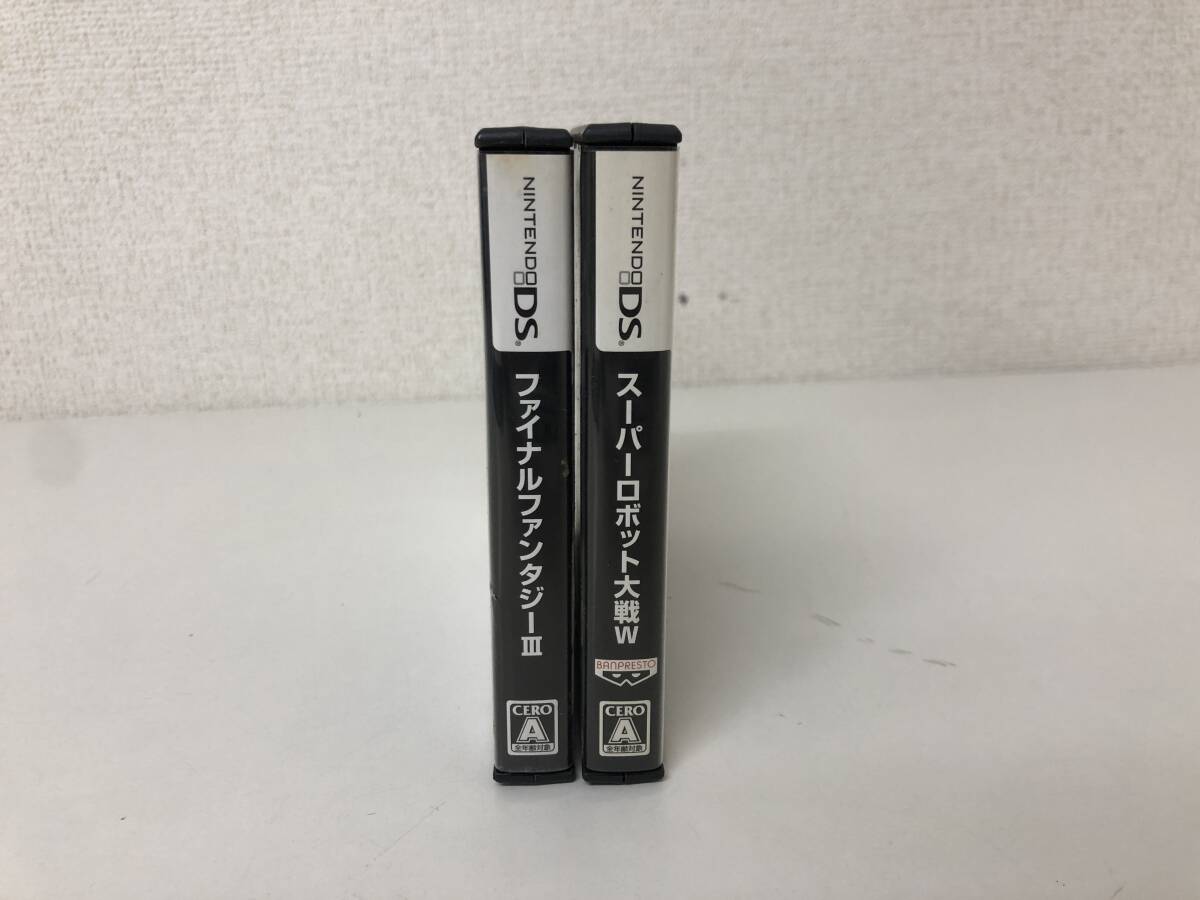 NINTENDO DS®
ファイナルファンタジーIII
CERO
A
全年齢対象
NINTENDO DS®
スーパーロボット大戦W
BANPRESTO
CERO
A
全年齢対象